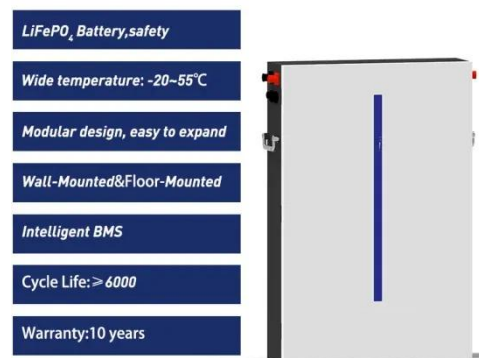 LiFePO₄ Battery,safety
Wide temperature: -20~55℃
Modular design, easy to expand
Wall-Mounted&Floor-Mounted
Intelligent BMS
Cycle Life:≥6000
Warranty:10 years